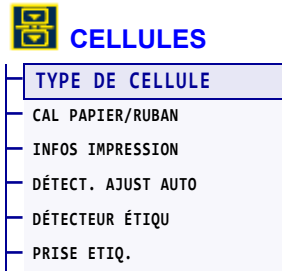 CELLULES
TYPE DE CELLULE
CAL PAPIER/RUBAN
INFOS IMPRESSION
DÉTECT. AJUST AUTO
DÉTECTEUR ÉTIQU
PRISE ETIQ.